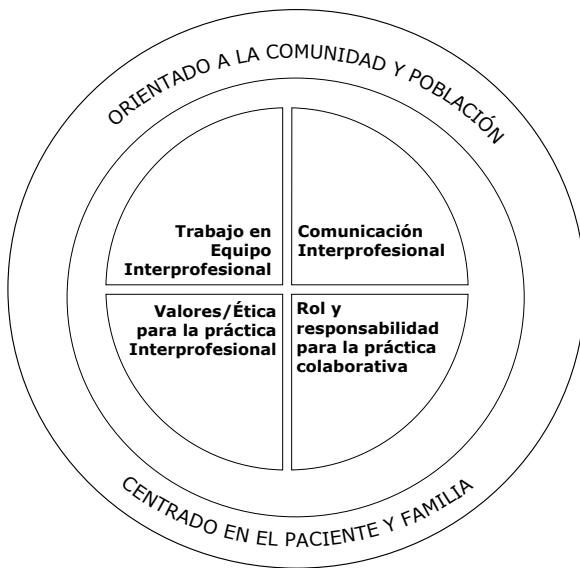 ORIENTADO A LA COMUNIDAD Y POBLACIÓN
Trabajo en
Equipo
Interprofesional
Comunicación
Interprofesional
Valores/Ética
para la práctica
Interprofesional
Rol y
responsabilidad
para la práctica
colaborativa
CENTRADO EN EL PACIENTE Y FAMILIA